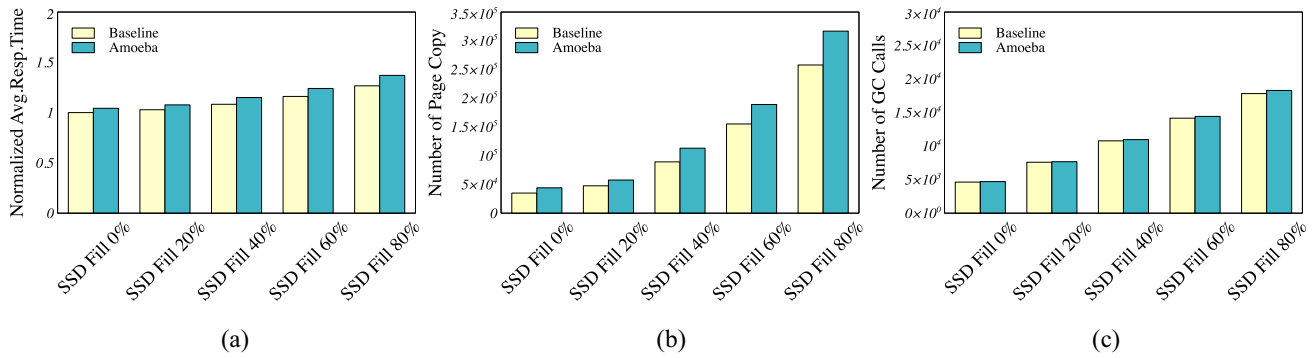 Normalized Avg.Resp.Time
2
1.5
1
0.5
0
Baseline
Amoeba
SSD Fill 0%
SSD Fill 20%
SSD Fill 40%
SSD Fill 60%
SSD Fill 80%
(a)
Number of Page Copy
3.5×10⁵
3×10⁵
2.5×10⁵
2×10⁵
1.5×10⁵
10⁵
5×10⁴
0
Baseline
Amoeba
SSD Fill 0%
SSD Fill 20%
SSD Fill 40%
SSD Fill 60%
SSD Fill 80%
(b)
Number of GC Calls
3×10⁴
2.5×10⁴
2×10⁴
1.5×10⁴
10⁴
5×10³
0×10⁰
Baseline
Amoeba
SSD Fill 0%
SSD Fill 20%
SSD Fill 40%
SSD Fill 60%
SSD Fill 80%
(c)